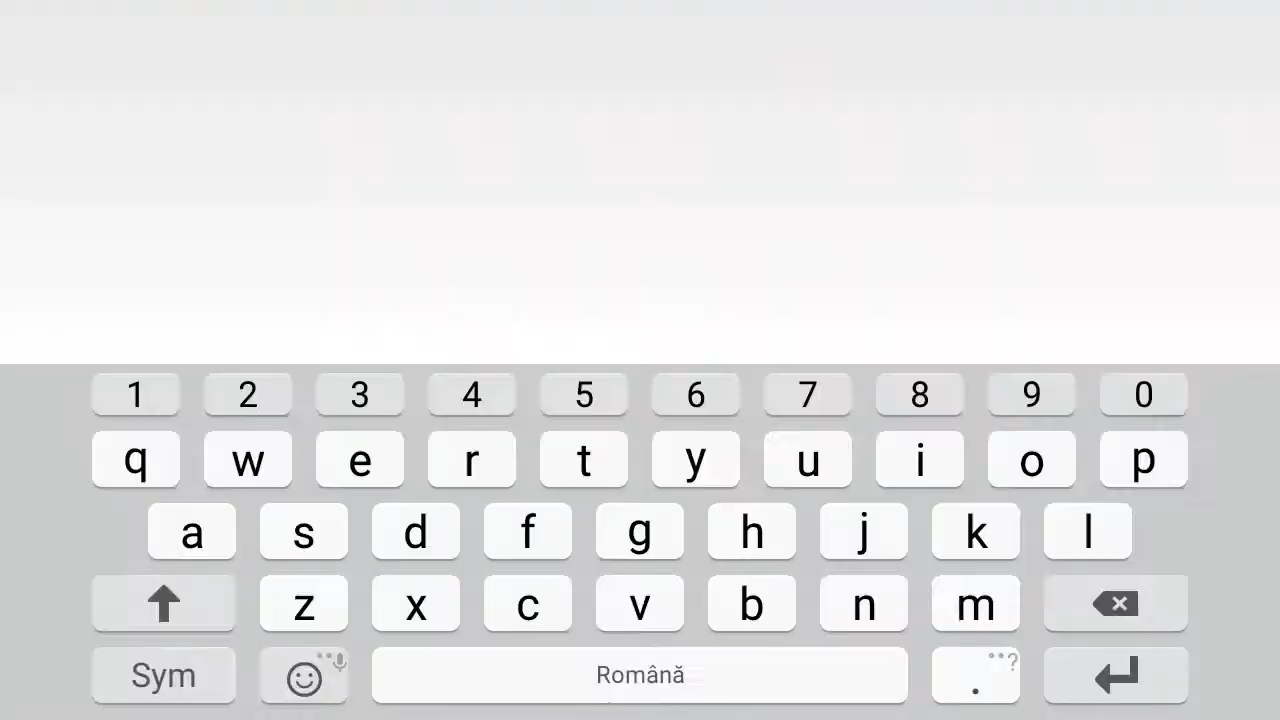 1 2 3 4 5 6 7 8 9 0
q w e r t y u i o p
a s d f g h j k l
z x c v b n m
Sym Română . ?